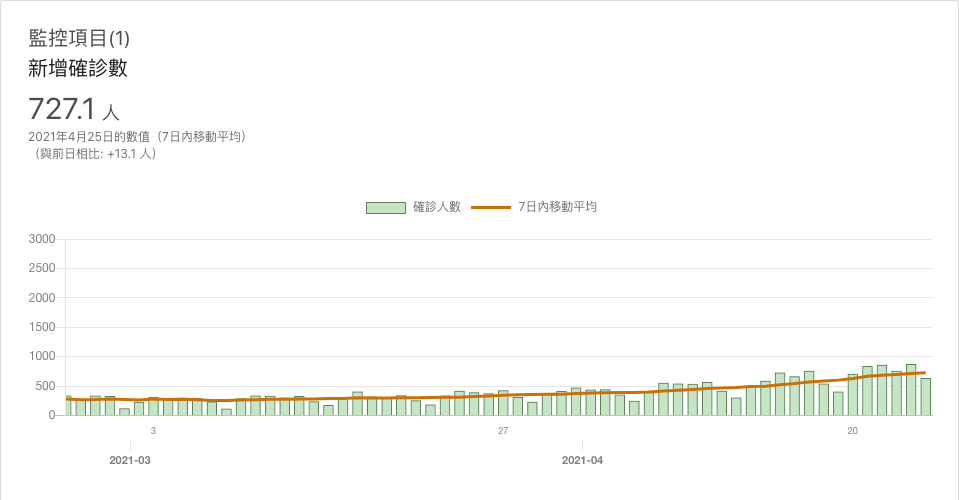 監控項目(1)
新增確診數
727.1 人
2021年4月25日的數值（7日內移動平均）
（與前日相比: +13.1 人）
確診人數 7日內移動平均
3000
2500
2000
1500
1000
500
0
3 27 20
2021-03 2021-04